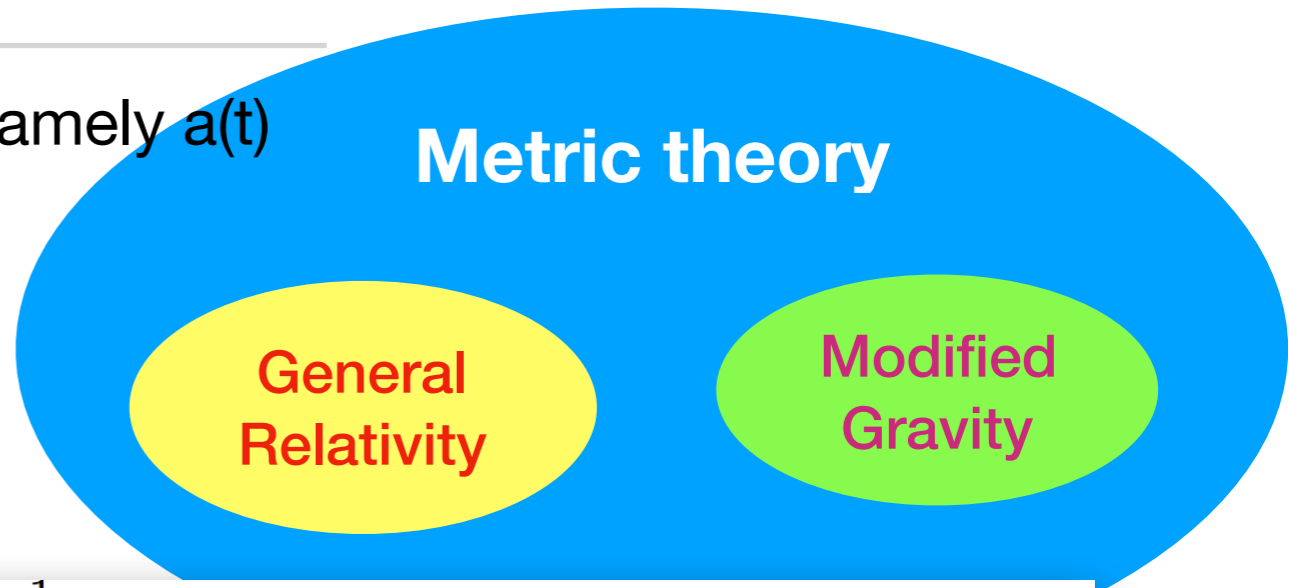 amely a(t)
Metric theory
General
Relativity
Modified
Gravity